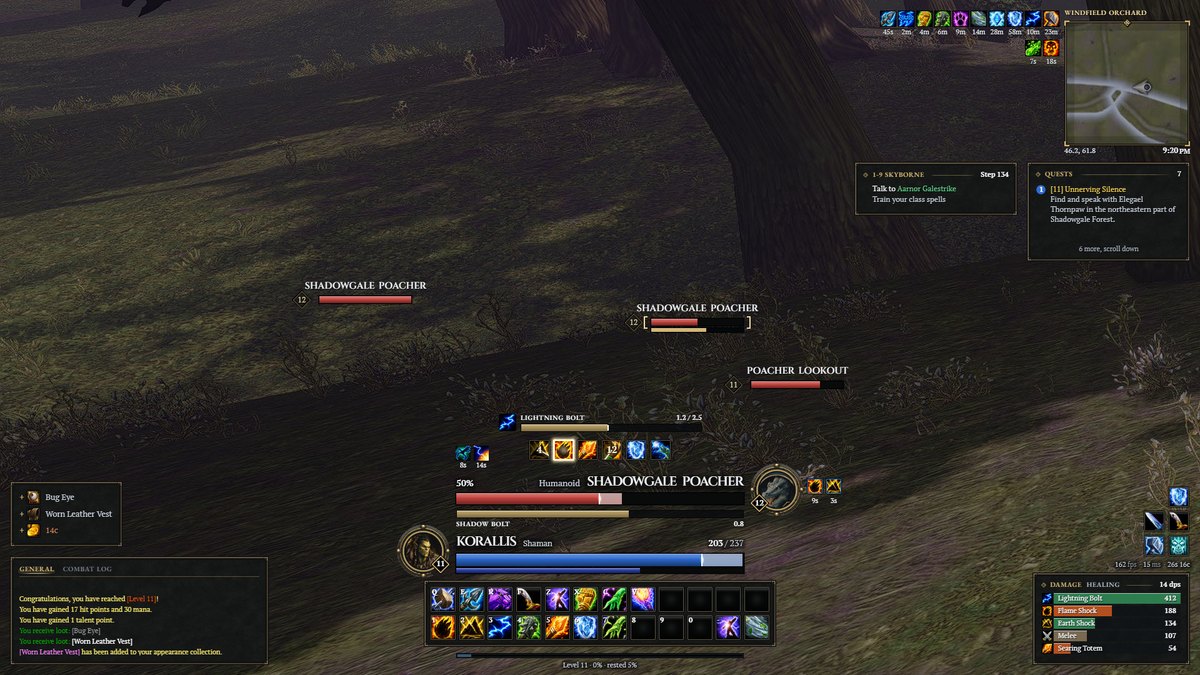 WINDFIELD ORCHARD
45s 2m 4m 6m 9m 14m 28m 58m 10m 23m
7s 18s
46.2, 61.8
9:20 PM
1-9 SKYBORNE
Step 134
Talk to Aarnor Galestrike
Train your class spells
QUESTS
7
1 [11] Unnerving Silence
Find and speak with Elegael
Thornpaw in the northeastern part of
Shadowgale Forest.
6 more, scroll down
SHADOWGALE POACHER
12
SHADOWGALE POACHER
12
POACHER LOOKOUT
11
LIGHTNING BOLT
1.2 / 2.5
4 12
8s 14s
50%
Humanoid SHADOWGALE POACHER
12
9s 3s
SHADOW BOLT
0.8
KORALLIS Shaman
203 / 237
11
+ Bug Eye
+ Worn Leather Vest
+ 14c
GENERAL COMBAT LOG
Congratulations, you have reached [Level 11]!
You have gained 17 hit points and 30 mana.
You have gained 1 talent point.
You receive loot: [Bug Eye]
You receive loot: [Worn Leather Vest]
[Worn Leather Vest] has been added to your appearance collection.
3 5 8 9 0
Level 11 · 0% · rested 5%
162 fps · 15 ms · 26s 16c
DAMAGE HEALING
14 dps
Lightning Bolt 412
Flame Shock 188
Earth Shock 134
Melee 107
Searing Totem 54